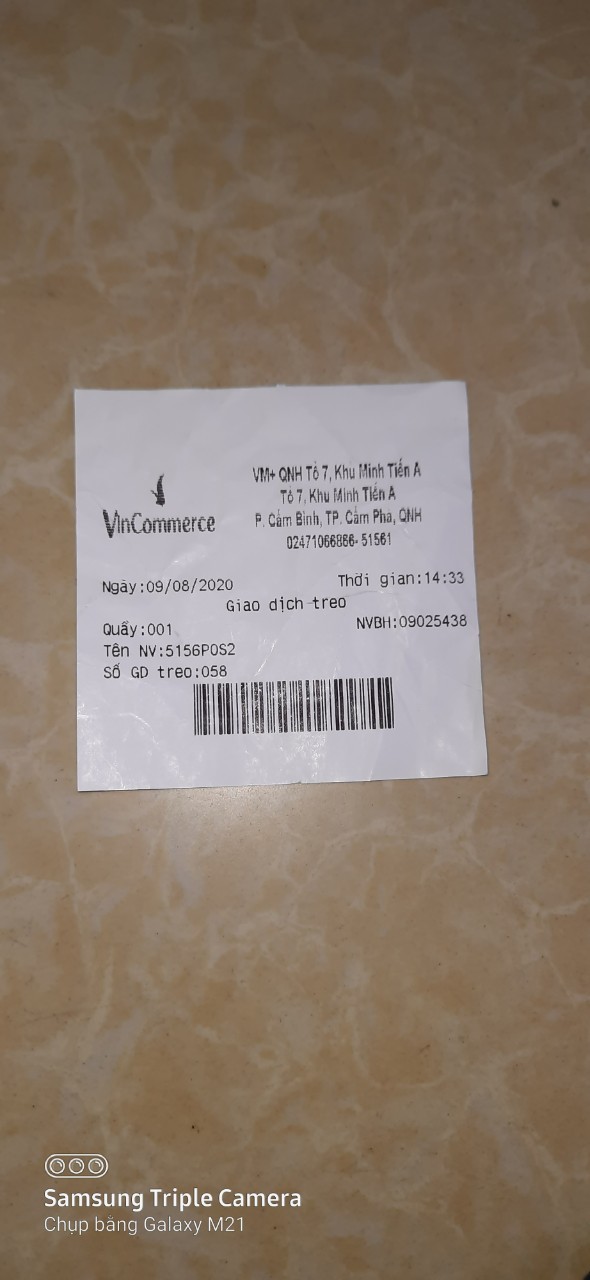 VinCommerce
VM+ QNH Tổ 7, Khu Minh Tiến A
Tổ 7, Khu Minh Tiến A
P. Cẩm Bình, TP. Cẩm Phả, QNH
02471066866- 51561
Ngày:09/08/2020 Thời gian:14:33
Giao dịch treo
Quầy:001 NVBH:09025438
Tên NV:5156POS2
Số GD treo:058
Samsung Triple Camera
Chụp bằng Galaxy M21